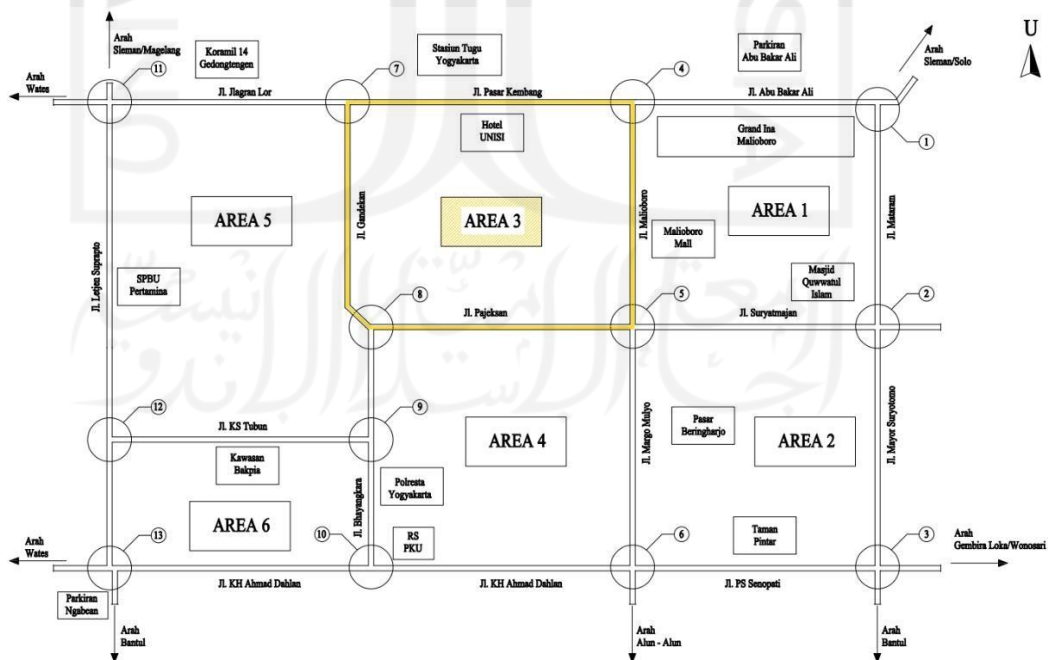 Arah
Sleman/Magelang
Koramil 14
Gedongtengen
Stasiun Tugu
Yogyakarta
Parkiran
Abu Bakar Ali
Arah
Sleman/Solo
U
11
7
4
Arah
Wates
Jl. Jlagran Lor
Jl. Pasar Kembang
Jl. Abu Bakar Ali
Hotel
UNISI
Grand Ina
Malioboro
1
AREA 5
Jl. Gandekan
AREA 3
Jl. Malioboro
AREA 1
Jl. Mataram
Malioboro
Mall
Jl. Letjen Suprapto
SPBU
Pertamina
Masjid
Quwwatul
Islam
8
5
2
Jl. Pajeksan
Jl. Suryatmajan
12
9
Jl. KS Tubun
Kawasan
Bakpia
AREA 4
Jl. Margo Mulyo
Pasar
Beringharjo
AREA 2
Jl. Mayor Suryotomo
Polresta
Yogyakarta
Jl. Bhayangkara
AREA 6
RS
PKU
Taman
Pintar
13
10
6
3
Arah
Wates
Arah
Gembira Loka/Wonosari
Jl. KH Ahmad Dahlan
Jl. KH Ahmad Dahlan
Jl. PS Senopati
Parkiran
Ngabean
Arah
Bantul
Arah
Alun - Alun
Arah
Bantul